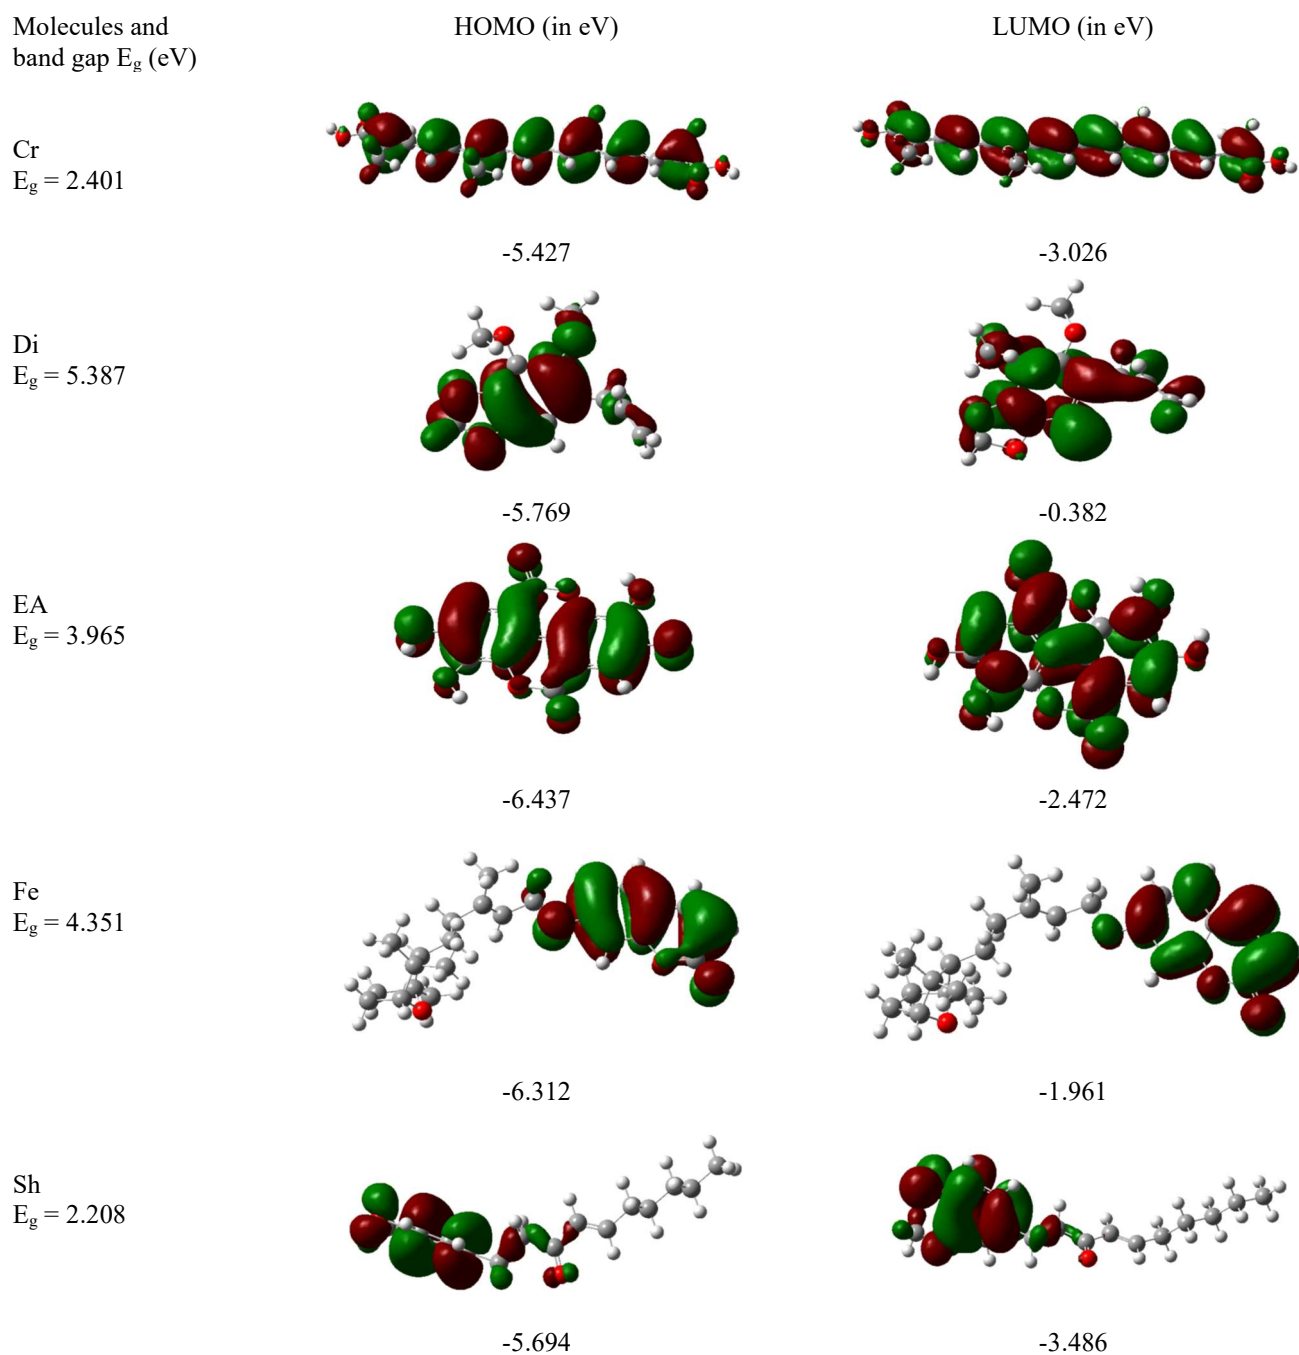 Molecules and
band gap Eg (eV)
HOMO (in eV)
LUMO (in eV)
Cr
Eg = 2.401
-5.427
-3.026
Di
Eg = 5.387
-5.769
-0.382
EA
Eg = 3.965
-6.437
-2.472
Fe
Eg = 4.351
-6.312
-1.961
Sh
Eg = 2.208
-5.694
-3.486